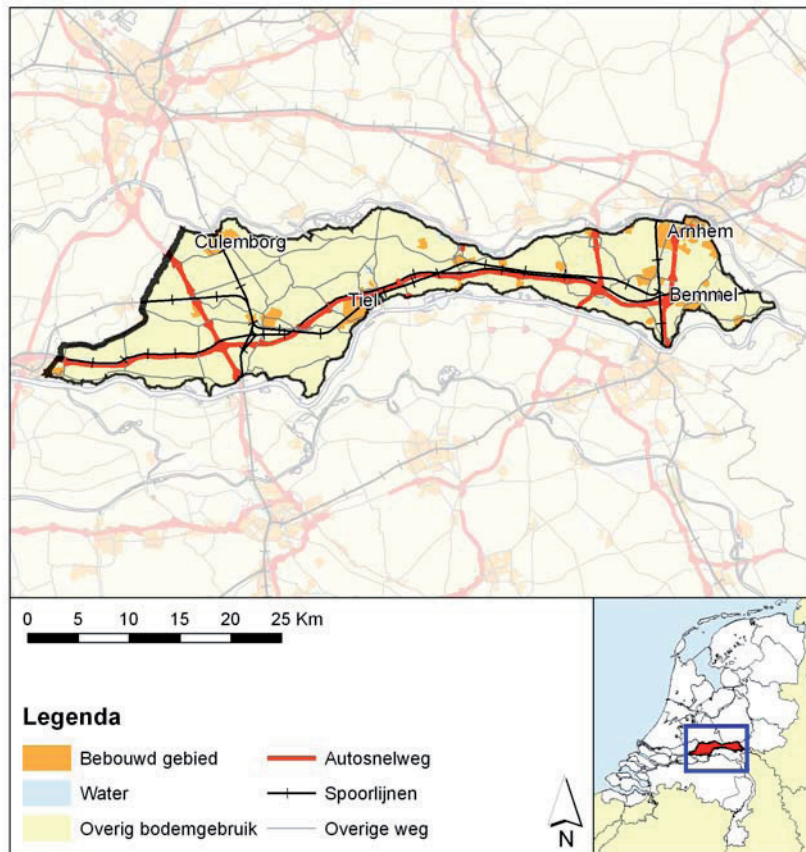 Culemborg
Arnhem
Tiel
Bemmel
0 5 10 15 20 25 Km
Legenda
Bebouwd gebied
Autosnelweg
Water
Spoorlijnen
Overig bodemgebruik
Overige weg
N